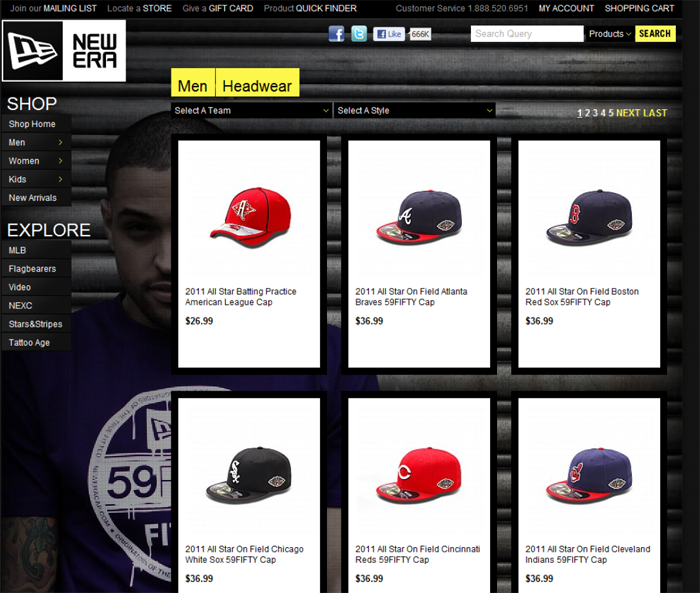 Join our MAILING LIST Locate a STORE Give a GIFT CARD Product QUICK FINDER Customer Service 1.888.520.6951 MY ACCOUNT SHOPPING CART
Like 666K Search Query Products SEARCH
NEW ERA
Men Headwear
Select A Team Select A Style 1 2 3 4 5 NEXT LAST
SHOP
Shop Home
Men
Women
Kids
New Arrivals
EXPLORE
MLB
Flagbearers
Video
NEXC
Stars&Stripes
Tattoo Age
2011 All Star Batting Practice
American League Cap
$26.99
2011 All Star On Field Atlanta
Braves 59FIFTY Cap
$36.99
2011 All Star On Field Boston
Red Sox 59FIFTY Cap
$36.99
59F
FIT
2011 All Star On Field Chicago
White Sox 59FIFTY Cap
$36.99
2011 All Star On Field Cincinnati
Reds 59FIFTY Cap
$36.99
2011 All Star On Field Cleveland
Indians 59FIFTY Cap
$36.99